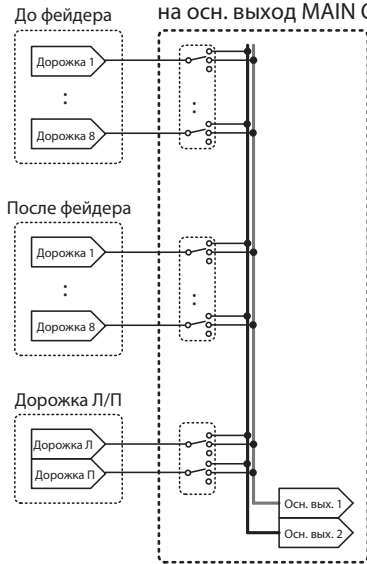 До фейдера
на осн. выход MAIN
Дорожка 1
:
:
Дорожка 8
После фейдера
Дорожка 1
:
:
Дорожка 8
Дорожка Л/П
Дорожка Л
Дорожка П
Осн. вых. 1
Осн. вых. 2